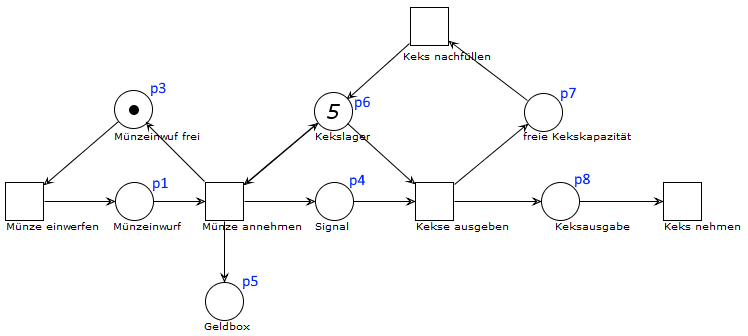 Keks nachfüllen
p3
p6
p7
5
Münzeinwuf frei
Kekslager
freie Kekskapazität
p1
p4
p8
Münze einwerfen
Münzeinwurf
Münze annehmen
Signal
Kekse ausgeben
Keksausgabe
Keks nehmen
p5
Geldbox